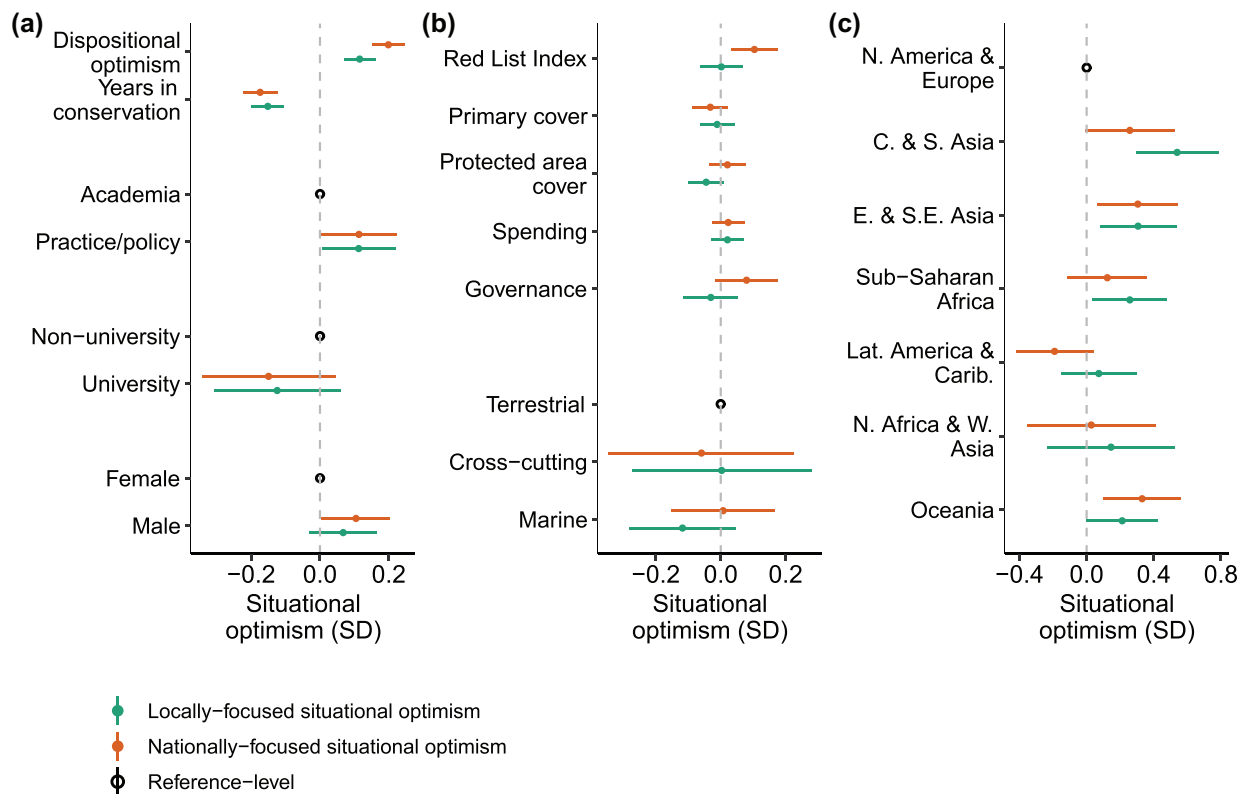 (a)
Dispositional
optimism
Years in
conservation
Academia
Practice/policy
Non−university
University
Female
Male
−0.2 0.0 0.2
Situational
optimism (SD)
(b)
Red List Index
Primary cover
Protected area
cover
Spending
Governance
Terrestrial
Cross−cutting
Marine
−0.2 0.0 0.2
Situational
optimism (SD)
(c)
N. America &
Europe
C. & S. Asia
E. & S.E. Asia
Sub−Saharan
Africa
Lat. America &
Carib.
N. Africa & W.
Asia
Oceania
−0.4 0.0 0.4 0.8
Situational
optimism (SD)
Locally−focused situational optimism
Nationally−focused situational optimism
Reference−level